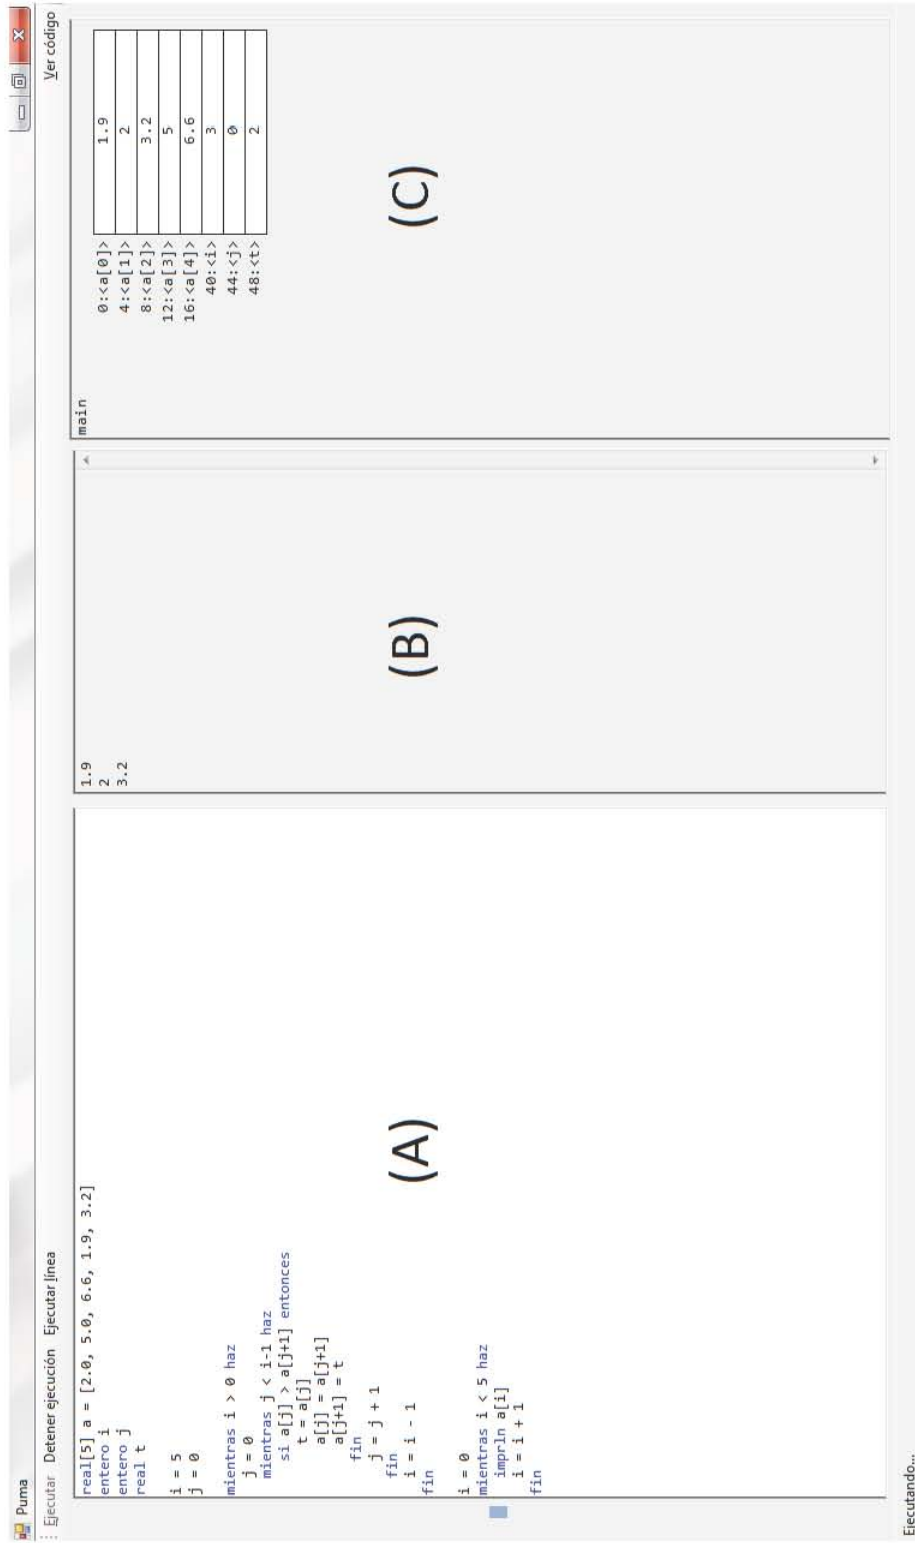 Puma
Ejecutar Detener ejecución Ejecutar línea Ver código
real[5] a = [2.0, 5.0, 6.6, 1.9, 3.2]
entero i
entero j
real t
i = 5
j = 0
mientras i > 0 haz
j = 0
mientras j < i-1 haz
si a[j] > a[j+1] entonces
t = a[j]
a[j] = a[j+1]
a[j+1] = t
fin
j = j + 1
fin
i = i - 1
fin
i = 0
mientras i < 5 haz
imprln a[i]
i = i + 1
fin
(A)
1.9
2
3.2
(B)
main
0:<a[0]> 1.9
4:<a[1]> 2
8:<a[2]> 3.2
12:<a[3]> 5
16:<a[4]> 6.6
40:<i> 3
44:<j> 0
48:<t> 2
(C)
Ejecutando...